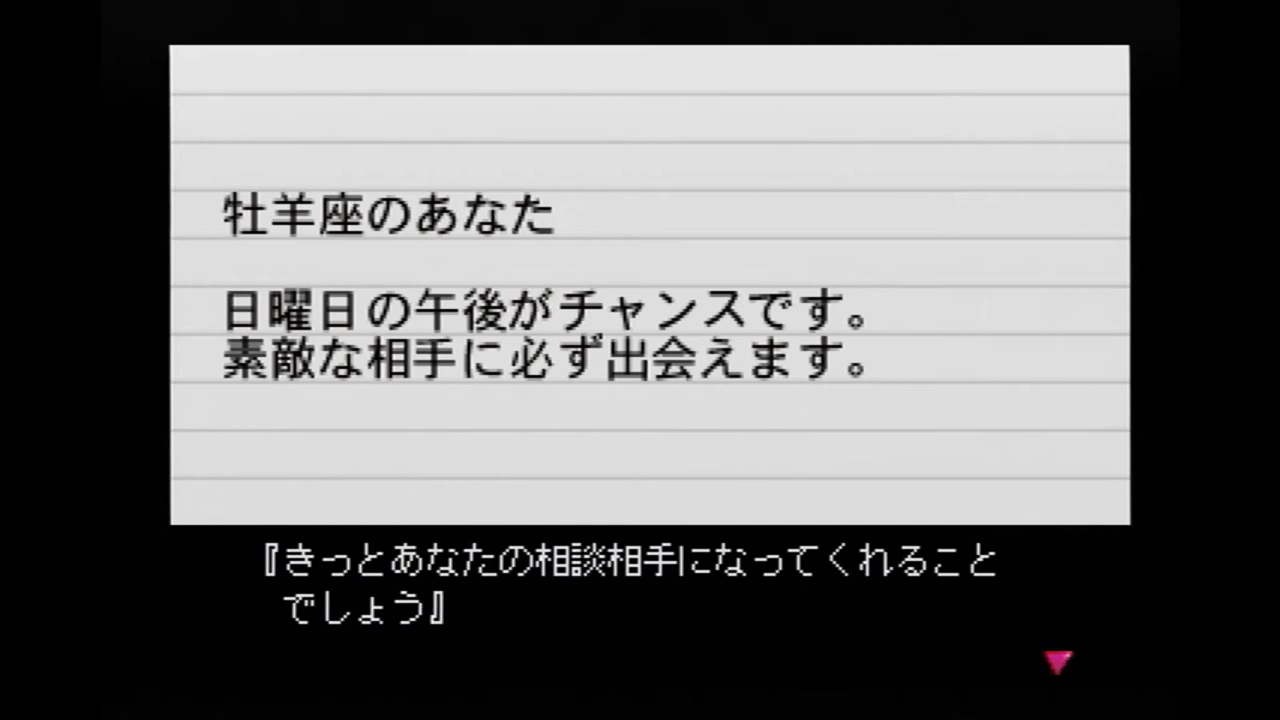 牡羊座のあなた
日曜日の午後がチャンスです。
素敵な相手に必ず出会えます。
『きっとあなたの相談相手になってくれること
でしょう』